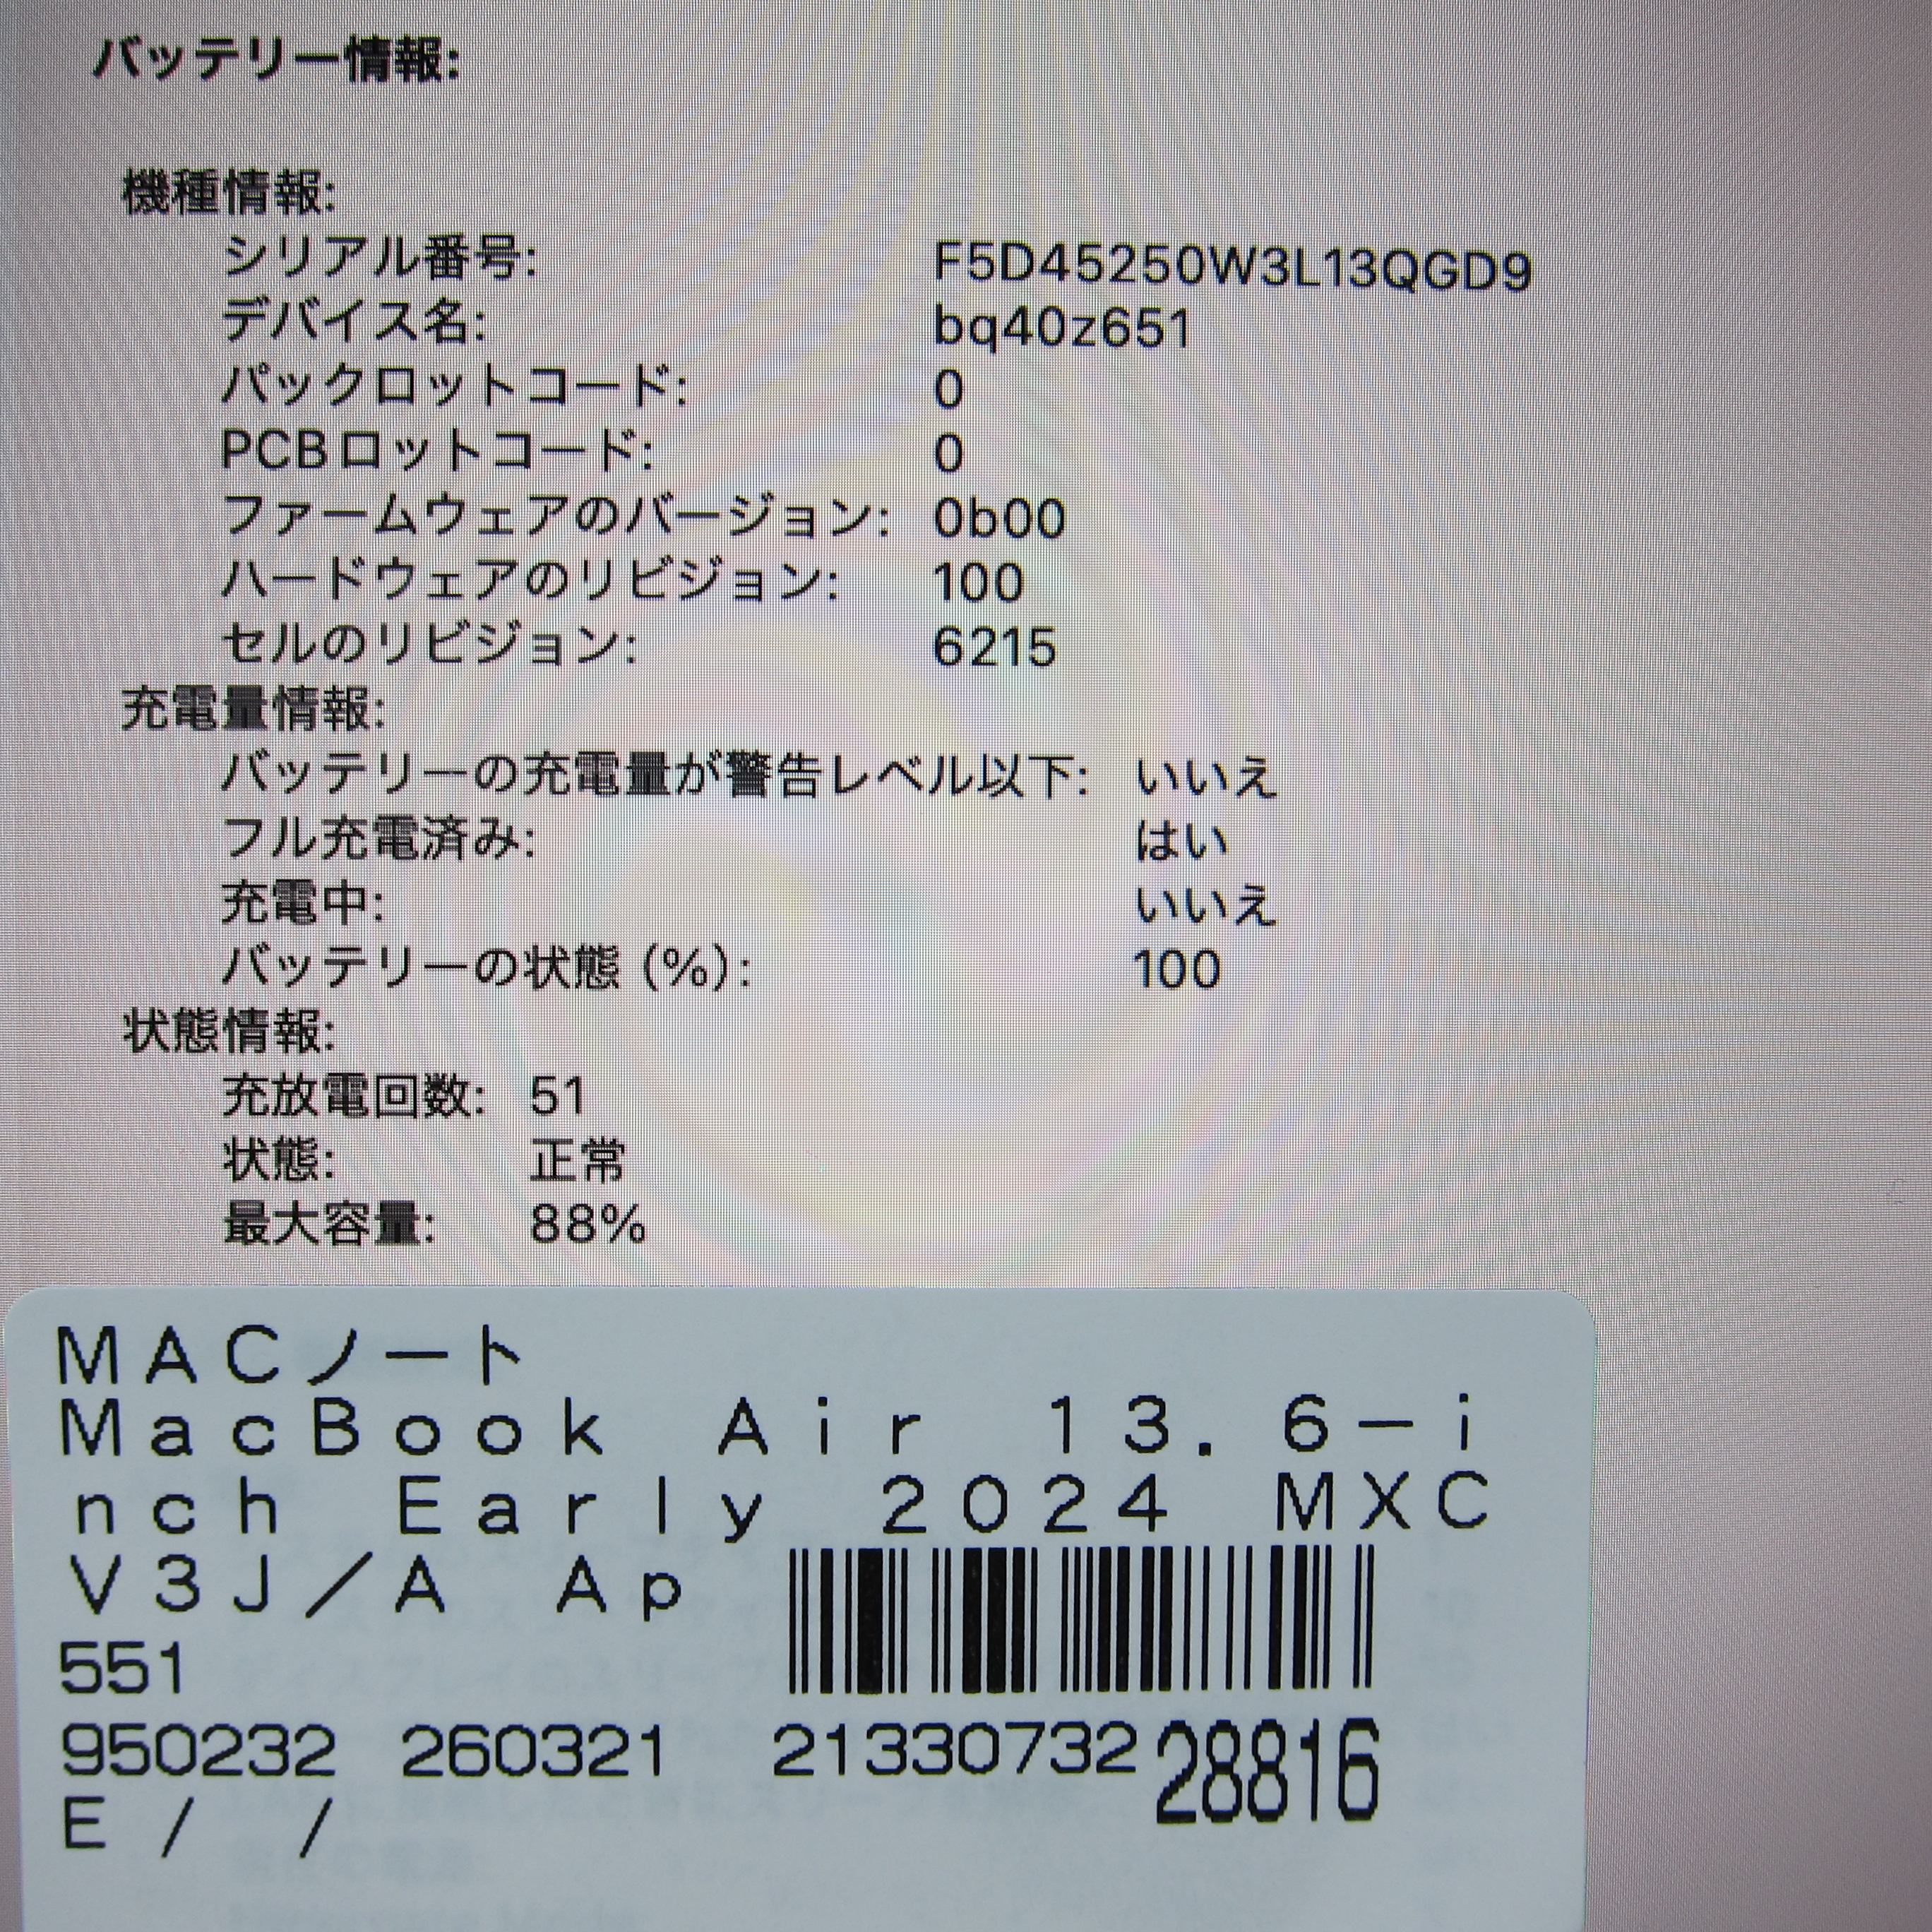 バッテリー情報:
機種情報:
シリアル番号: F5D45250W3L13QGD9
デバイス名: bq40z651
パックロットコード: 0
PCBロットコード: 0
ファームウェアのバージョン: 0b00
ハードウェアのリビジョン: 100
セルのリビジョン: 6215
充電量情報:
バッテリーの充電量が警告レベル以下: いいえ
フル充電済み: はい
充電中: いいえ
バッテリーの状態 (%): 100
状態情報:
充放電回数: 51
状態: 正常
最大容量: 88%
MACノート
MacBook Air 13.6-i
nch Early 2024 MXC
V3J/A Ap
551
950232 260321 21330732 28816
E / /